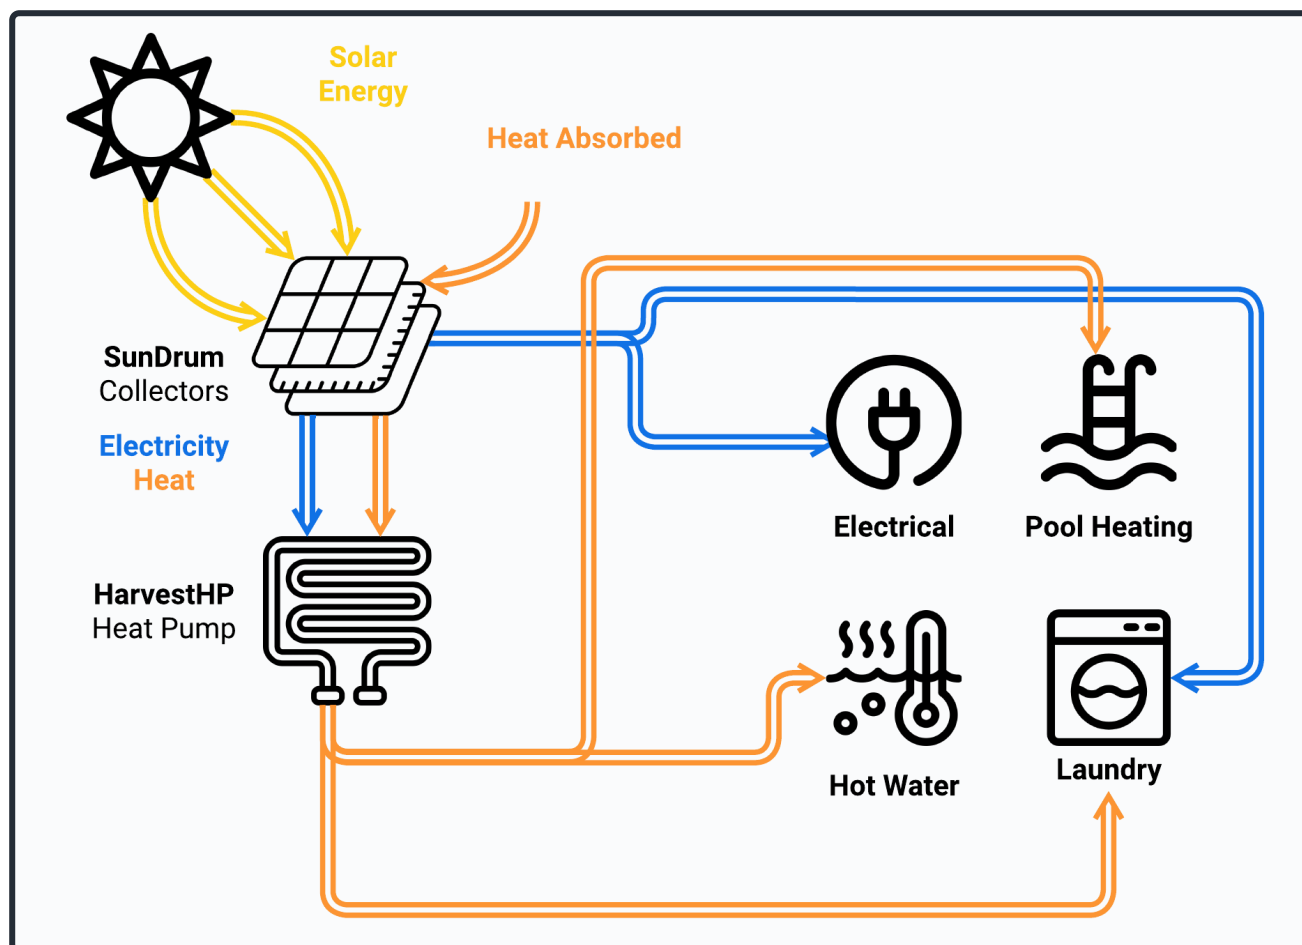 Solar
Energy
Heat Absorbed
SunDrum
Collectors
Electricity
Heat
Electrical
Pool Heating
HarvestHP
Heat Pump
Hot Water
Laundry